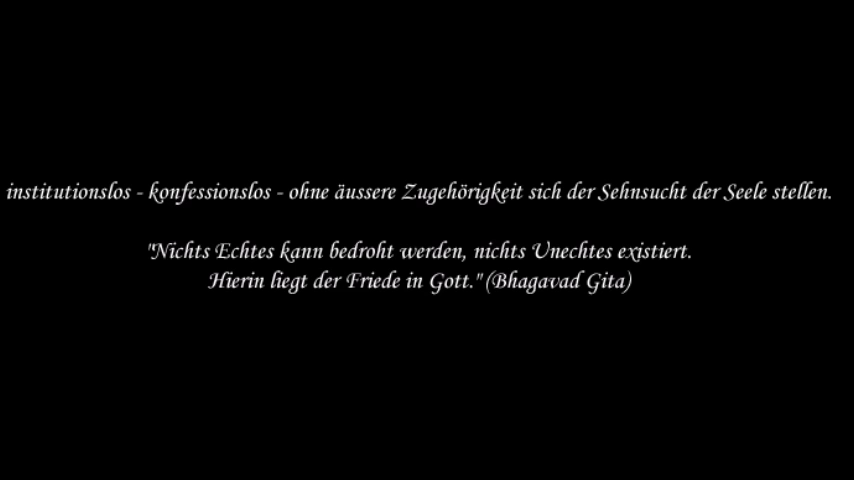 institutionslos - konfessionslos - ohne äussere Zugehörigkeit sich der Sehnsucht der Seele stellen.
"Nichts Echtes kann bedroht werden, nichts Unechtes existiert.
Hierin liegt der Friede in Gott." (Bhagavad Gita)